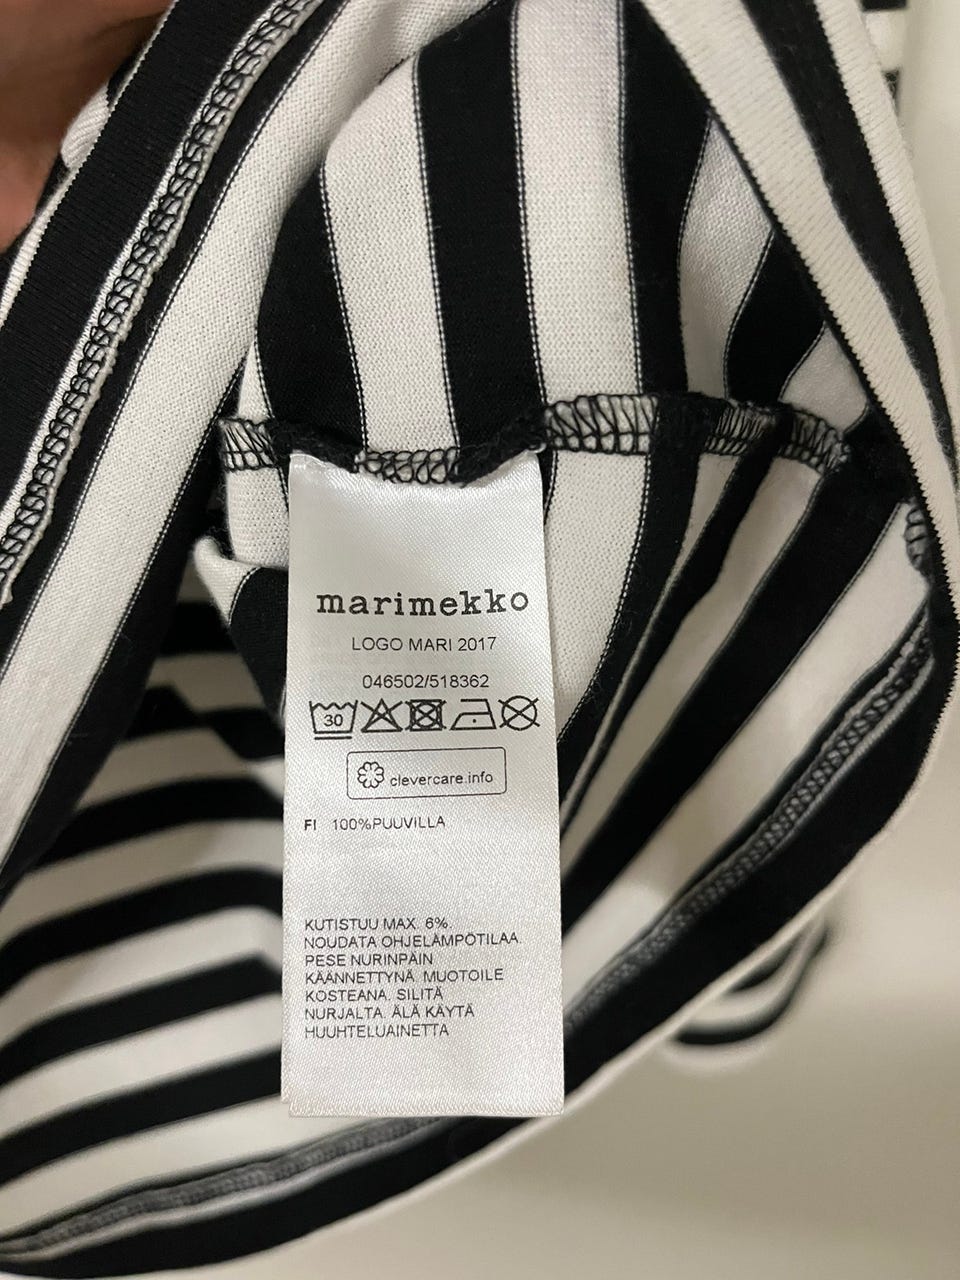 marimekko
LOGO MARI 2017
046502/518362
30
clevercare.info
FI 100%PUUVILLA
KUTISTUU MAX. 6%.
NOUDATA OHJELÄMPÖTILAA.
PESE NURINPÄIN
KÄÄNNETTYNÄ. MUOTOILE
KOSTEANA. SILITÄ
NURJALTA. ÄLÄ KÄYTÄ
HUUHTELUAINETTA